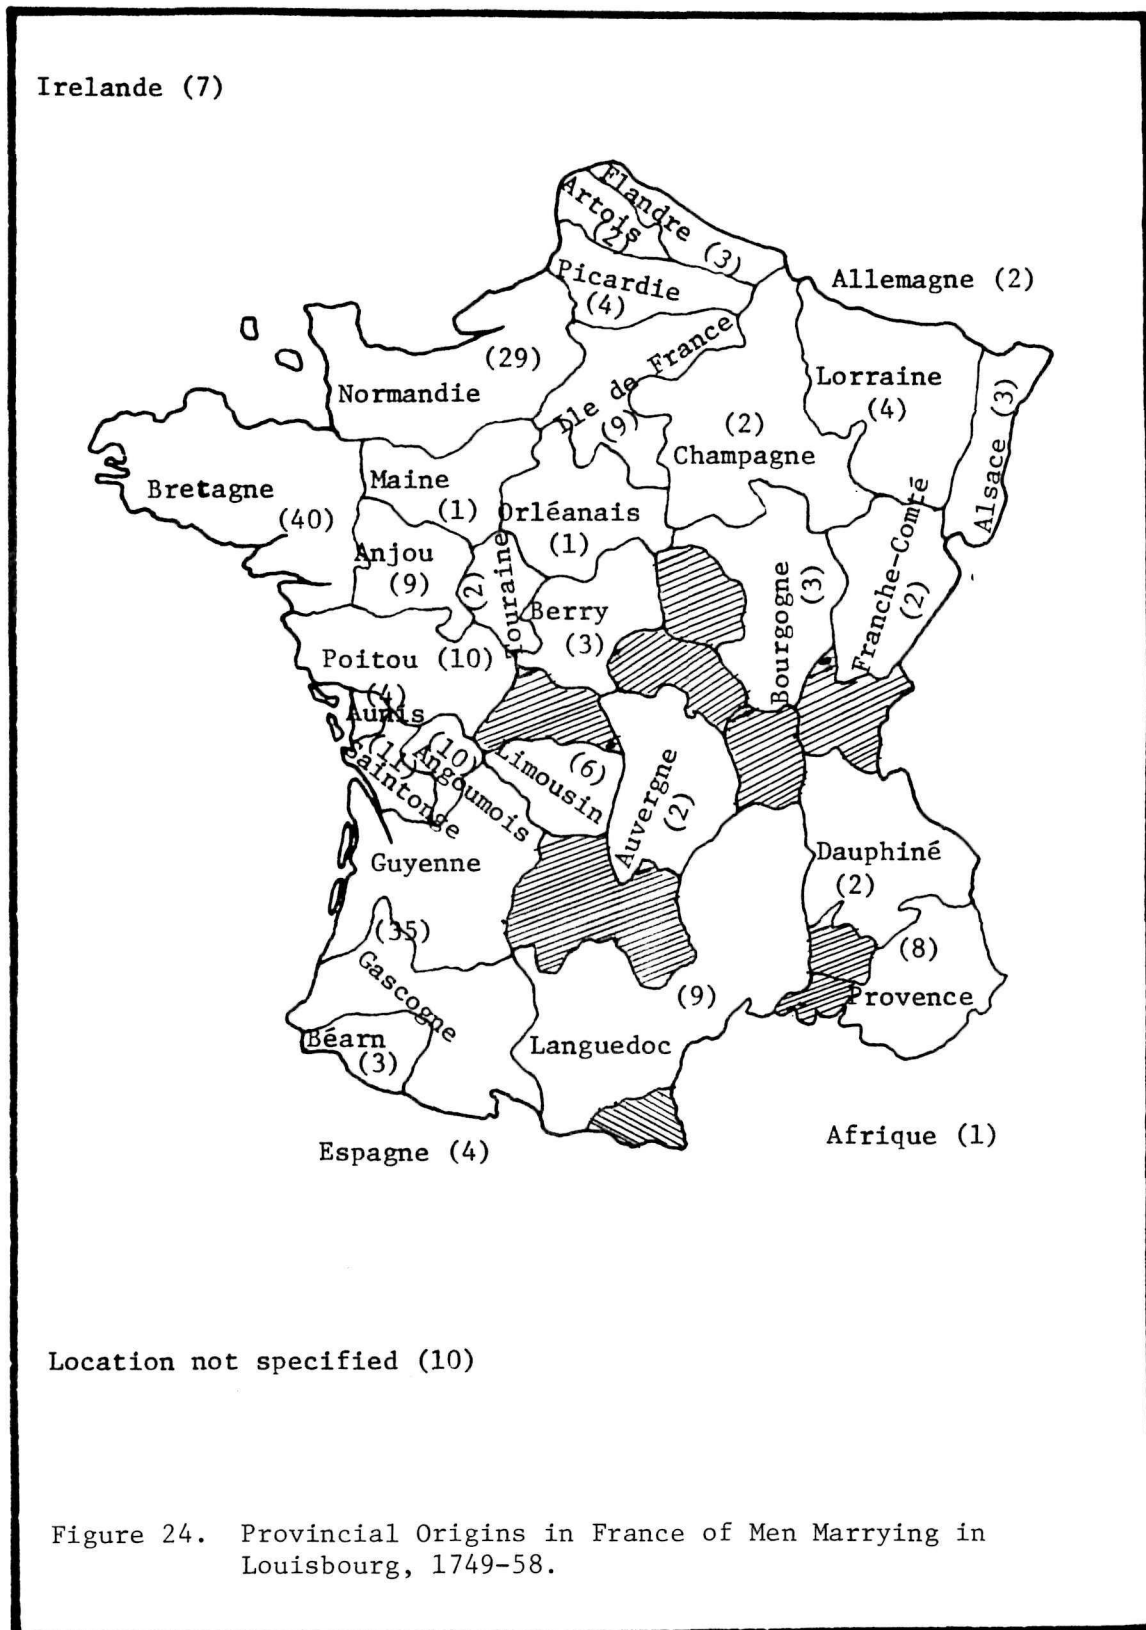 Irelande (7)
Flandre (3)
Artois (2)
Picardie (4)
Allemagne (2)
(29)
Normandie
Ile de France (9)
Lorraine (4)
Alsace (3)
(2)
Champagne
Bretagne (40)
Maine (1)
Orléanais (1)
Anjou (9)
Touraine (2)
Berry (3)
Bourgogne (3)
Franche-Comté (2)
Poitou (10)
(4)
Aunis
(11)
Saintonge
(10)
Angoumois
Limousin (6)
Auvergne (2)
Guyenne
(35)
Gascogne
Dauphiné (2)
(8)
Provence
(9)
Languedoc
Béarn (3)
Espagne (4)
Afrique (1)
Location not specified (10)
Figure 24. Provincial Origins in France of Men Marrying in
Louisbourg, 1749-58.